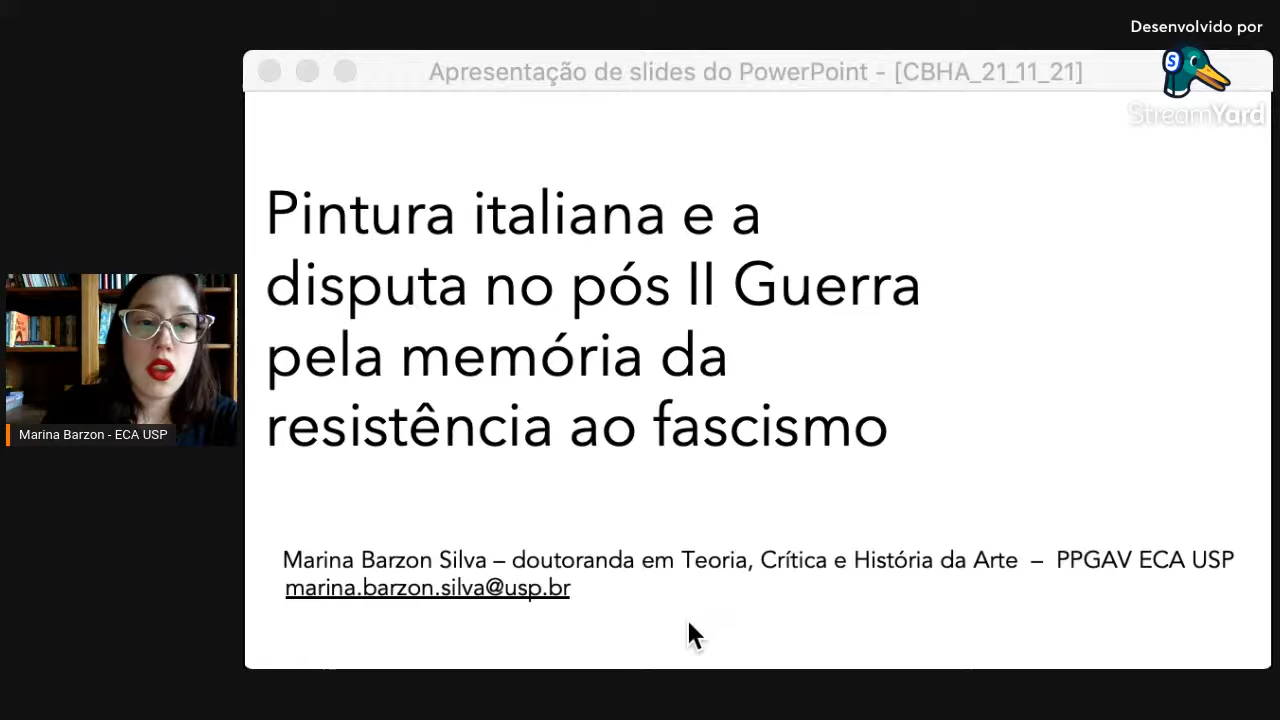 Desenvolvido por
StreamYard
Apresentação de slides do PowerPoint - [CBHA_21_11_21]
Pintura italiana e a
disputa no pós II Guerra
pela memória da
resistência ao fascismo
Marina Barzon - ECA USP
Marina Barzon Silva – doutoranda em Teoria, Crítica e História da Arte – PPGAV ECA USP
marina.barzon.silva@usp.br